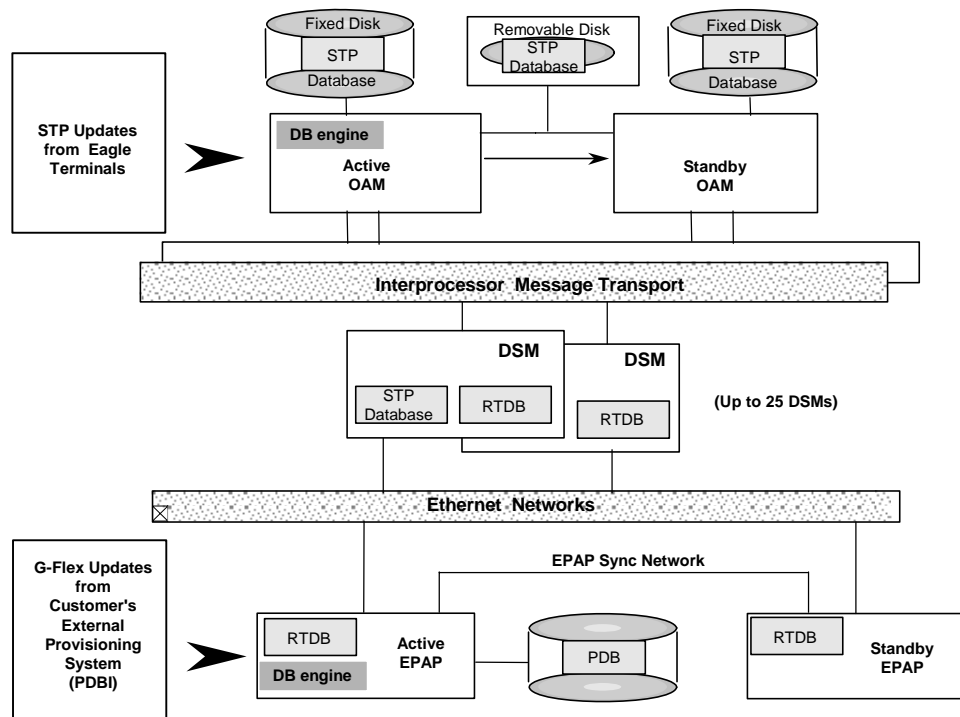 Fixed Disk
STP
Database
Removable Disk
STP
Database
Fixed Disk
STP
Database
STP Updates
from Eagle
Terminals
DB engine
Active
OAM
Standby
OAM
Interprocessor Message Transport
DSM
STP
Database
RTDB
DSM
RTDB
(Up to 25 DSMs)
Ethernet Networks
G-Flex Updates
from
Customer's
External
Provisioning
System
(PDBI)
EPAP Sync Network
RTDB
DB engine
Active
EPAP
PDB
RTDB
Standby
EPAP